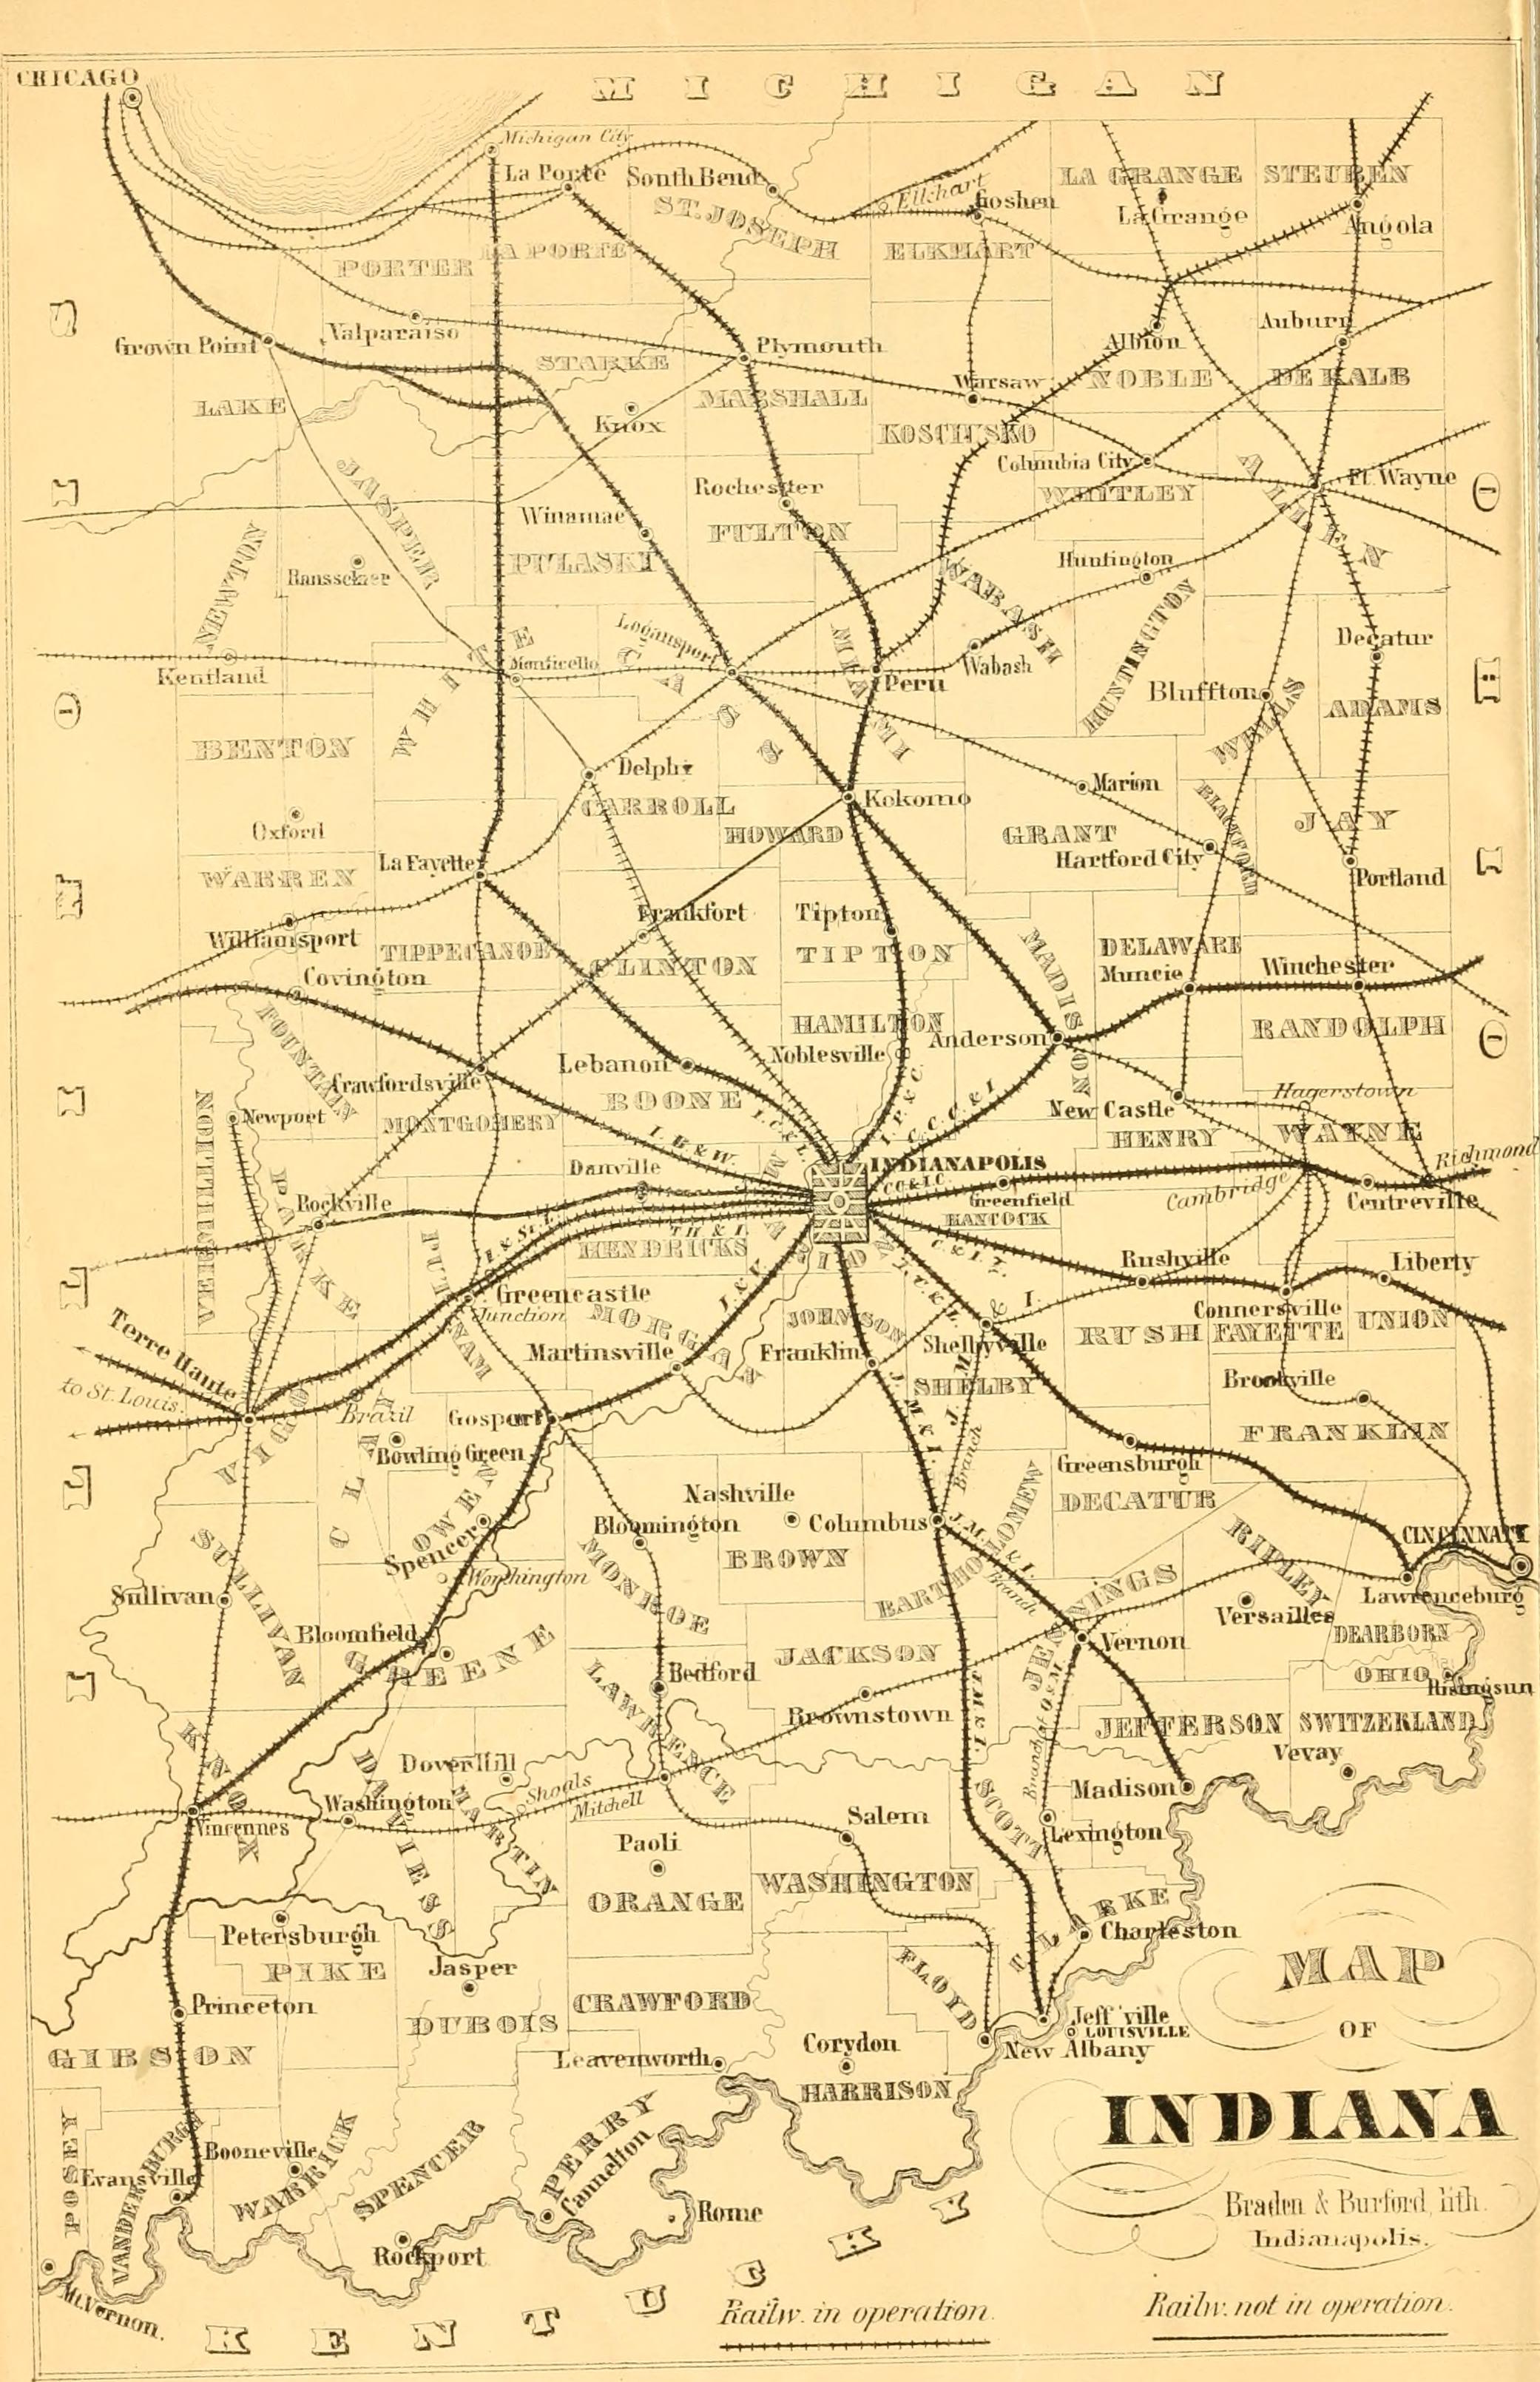 CHICAGO
MICHIGAN
Michigan City
La Porte
South Bend
ST. JOSEPH
Elkhart
Goshen
LA GRANGE
STEUBEN
La Grange
Angola
PORTER
LA PORTE
ELKHART
Crown Point
Valparaiso
Plymouth
Albion
Auburn
STARKE
LAKE
Knox
MARSHALL
Warsaw
NOBLE
DE KALB
KOSCIUSKO
Columbia City
JASPER
Rochester
WHITLEY
ALLEN
Ft. Wayne
Winamac
FULTON
NEWTON
PULASKI
WABASH
Huntington
HUNTINGTON
Kentland
WHITE
Monticello
Logansport
CASS
MIAMI
Peru
Wabash
Decatur
Bluffton
WELLS
ADAMS
BENTON
Delphi
CARROLL
Kokomo
Marion
BLACKFORD
JAY
Oxford
HOWARD
GRANT
Hartford City
Portland
La Fayette
WARREN
Frankfort
Tipton
Williamsport
TIPPECANOE
CLINTON
TIPTON
MADISON
DELAWARE
Muncie
Winchester
Covington
FOUNTAIN
HAMILTON
Noblesville
Anderson
RANDOLPH
Crawfordsville
Lebanon
BOONE
Newport
MONTGOMERY
I. P. & C.
C. C. C. & I.
New Castle
HENRY
Hagerstown
WAYNE
I. C. & L.
I. B. & W.
Danville
INDIANAPOLIS
C C & I. C.
Greenfield
HANCOCK
Cambridge
Richmond
Centreville
VERMILLION
PARKE
Rockville
PUTNAM
I. & St. L.
T H & I.
HENDRICKS
MARION
C. & I. J.
Rushville
Liberty
Greencastle
Junction
MORGAN
I. & V.
JOHNSON
I. C. & L.
& I.
Connersville
RUSH
FAYETTE
UNION
Terre Haute
to St. Louis.
Martinsville
Franklin
Shelbyville
SHELBY
Brookville
FRANKLIN
VIGO
Brazil
Gosport
Bowling Green
CLAY
J. M. & I.
J. M.
Branch
Greensburgh
DECATUR
OWEN
Spencer
Nashville
Bloomington
Columbus
BROWN
MONROE
BARTHOLOMEW
J. M. & I.
Branch
JENNINGS
RIPLEY
CINCINNATI
Lawrenceburg
SULLIVAN
Sullivan
Worthington
Versailles
DEARBORN
Bloomfield
GREENE
JACKSON
Vernon
OHIO
Rising sun
LAWRENCE
Bedford
Brownstown
J. M. & I.
Branch of O & M
JEFFERSON
SWITZERLAND
Vevay
KNOX
Dover Hill
DAVIESS
Shoals
Mitchell
Madison
Vincennes
Washington
MARTIN
Salem
SCOTT
Lexington
Paoli
ORANGE
WASHINGTON
CLARKE
Charleston
Petersburgh
PIKE
Jasper
FLOYD
Princeton
DUBOIS
CRAWFORD
Jeff'ville
LOUISVILLE
New Albany
GIBSON
Leavenworth
Corydon
HARRISON
POSEY
Evansville
VANDERBURGH
Booneville
WARRICK
SPENCER
PERRY
Cannelton
Rome
Rockport
Mt. Vernon.
KENTUCKY
ILLINOIS
OHIO
MAP
OF
INDIANA
Braden & Burford, lith.
Indianapolis.
Railw. in operation.
Railw. not in operation.